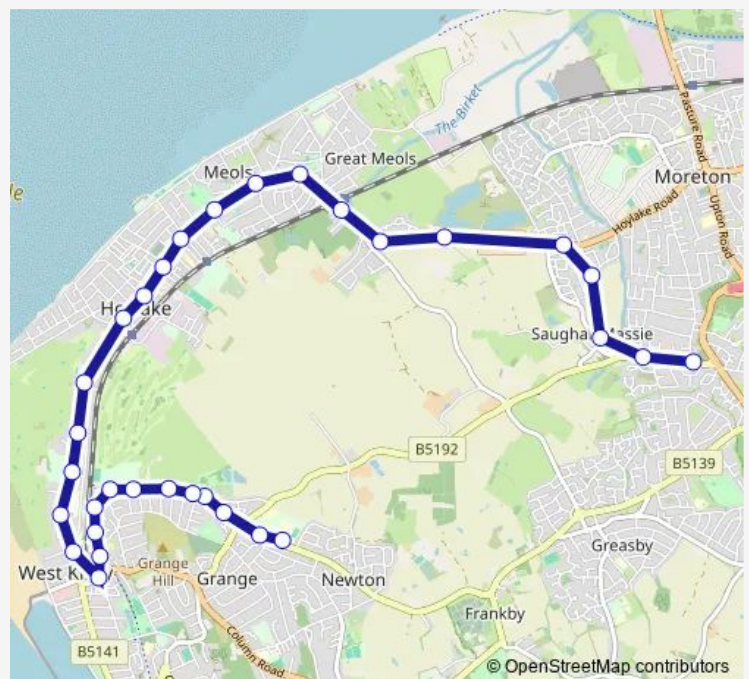 The Birket
Great Meols
Meols
Pasture Road
Moreton
Hoylake Road
Upton Road
Saughall Massie
B5192
B5139
Greasby
Grange
Hill
West Kirby
Grange
Newton
Frankby
Column Road
B5141
© OpenStreetMap contributors